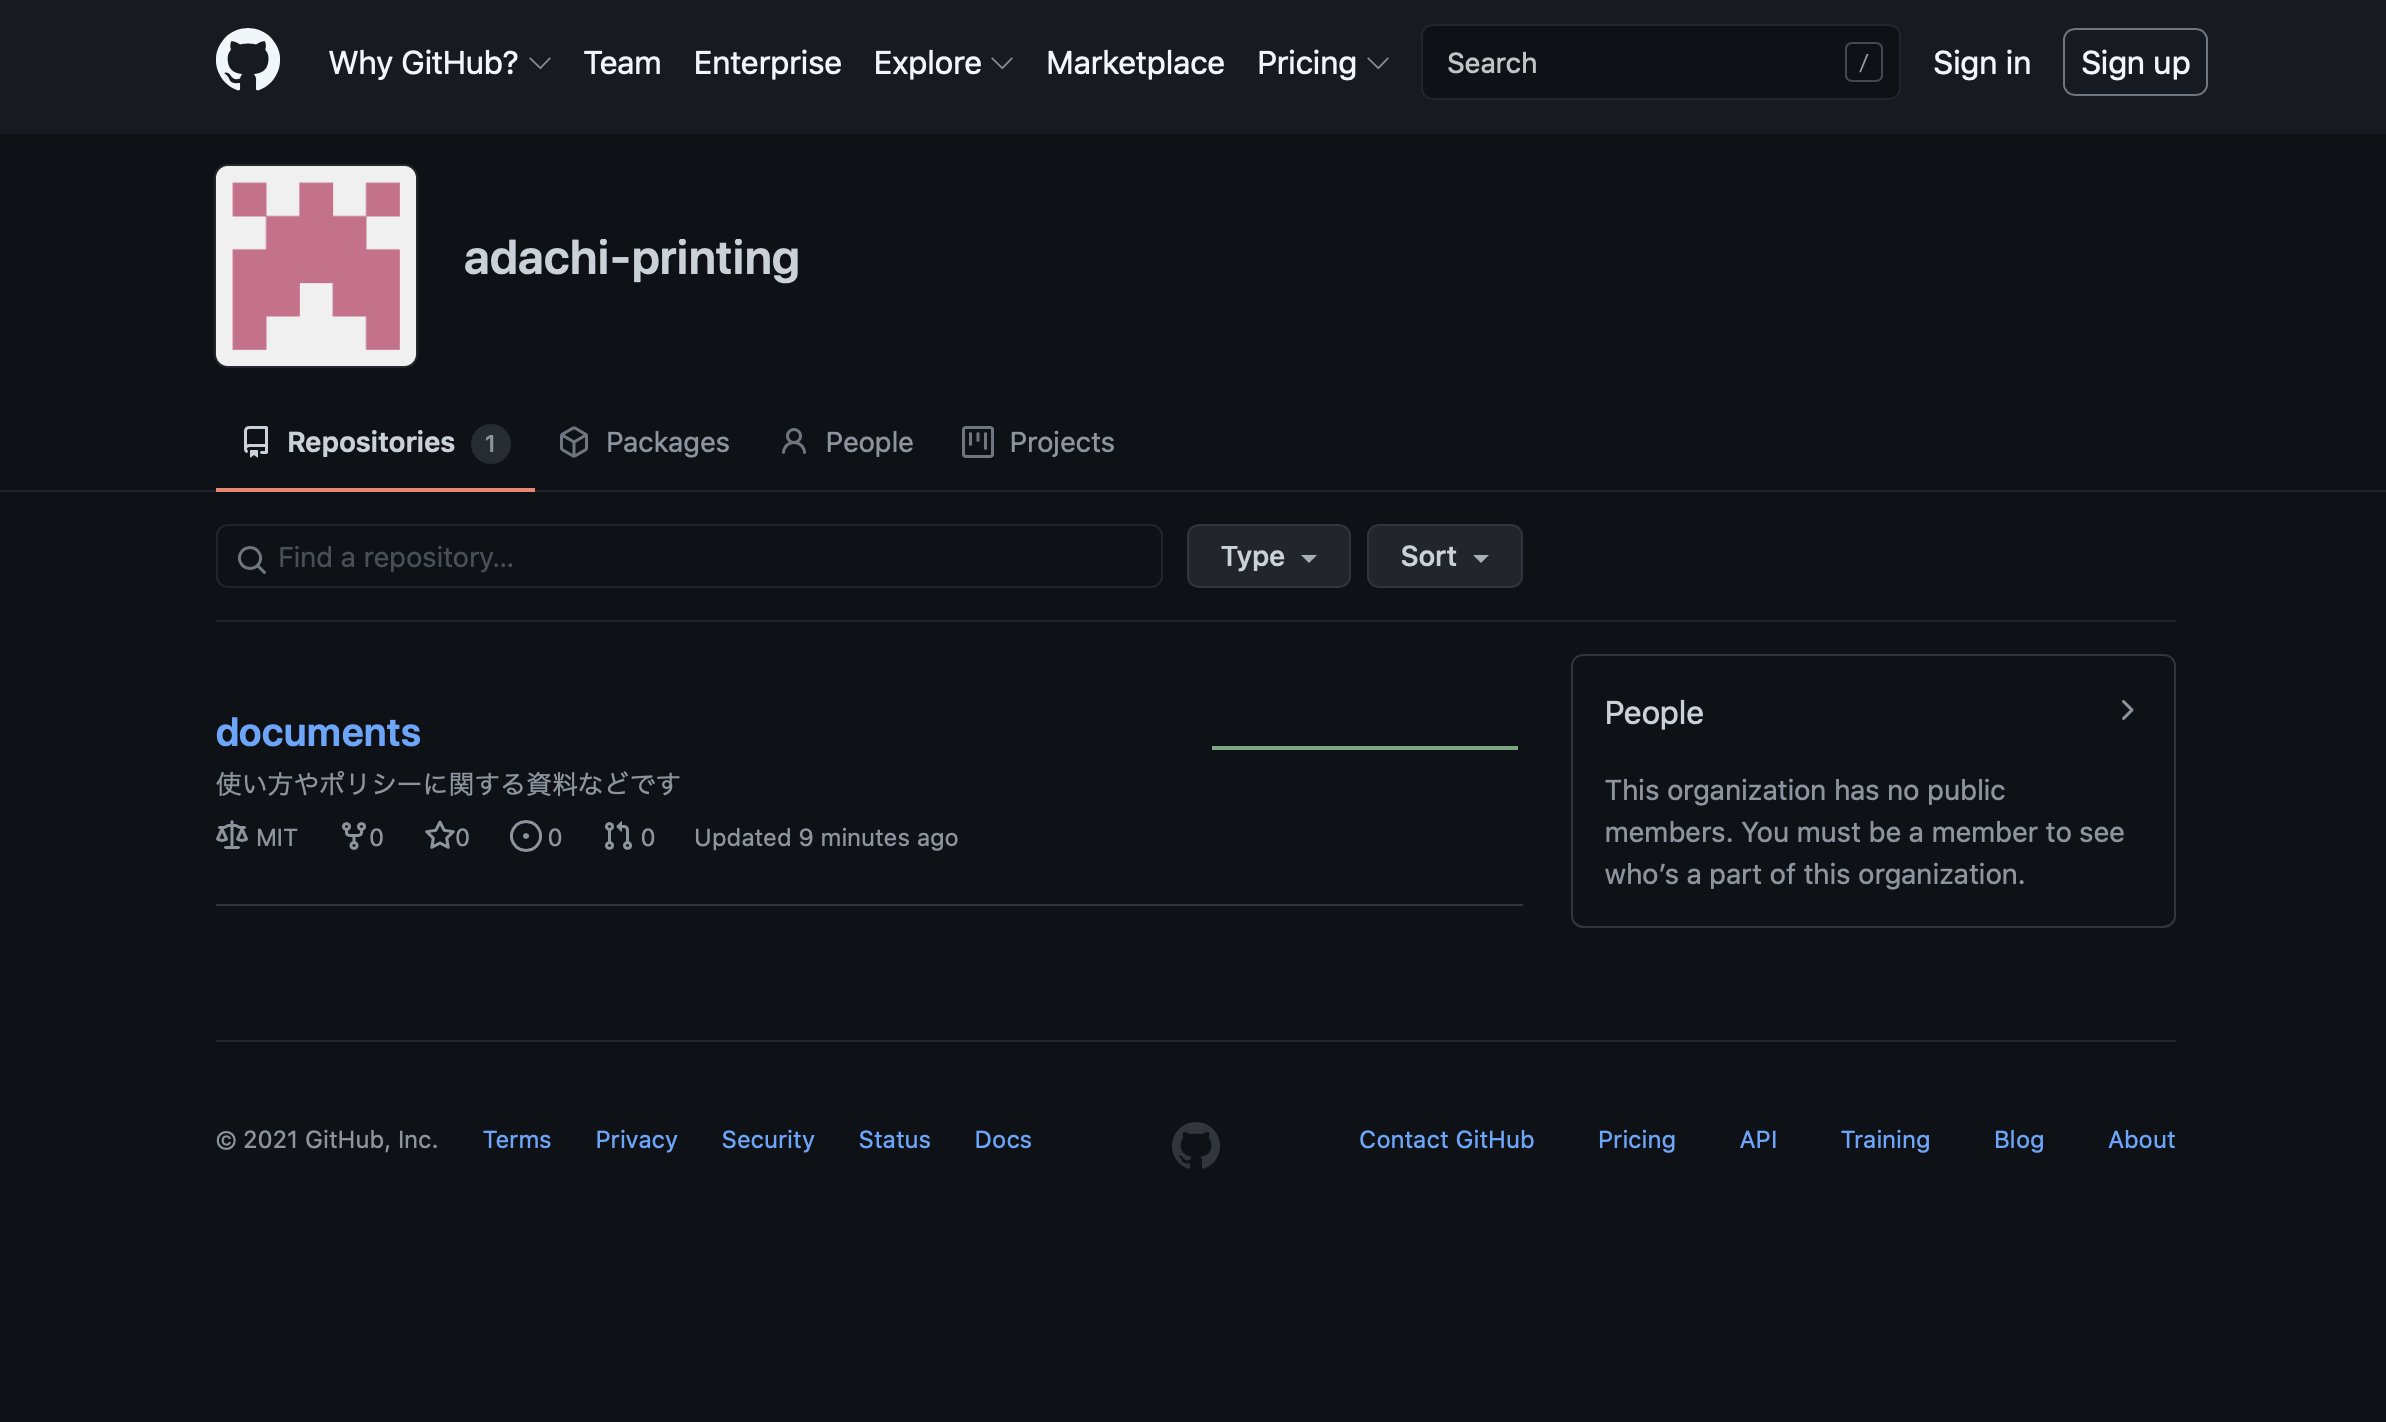 Why GitHub? Team Enterprise Explore Marketplace Pricing Search / Sign in Sign up
adachi-printing
Repositories 1 Packages People Projects
Find a repository... Type Sort
documents
使い方やポリシーに関する資料などです
MIT 0 0 0 0 Updated 9 minutes ago
People
This organization has no public
members. You must be a member to see
who’s a part of this organization.
© 2021 GitHub, Inc. Terms Privacy Security Status Docs Contact GitHub Pricing API Training Blog About